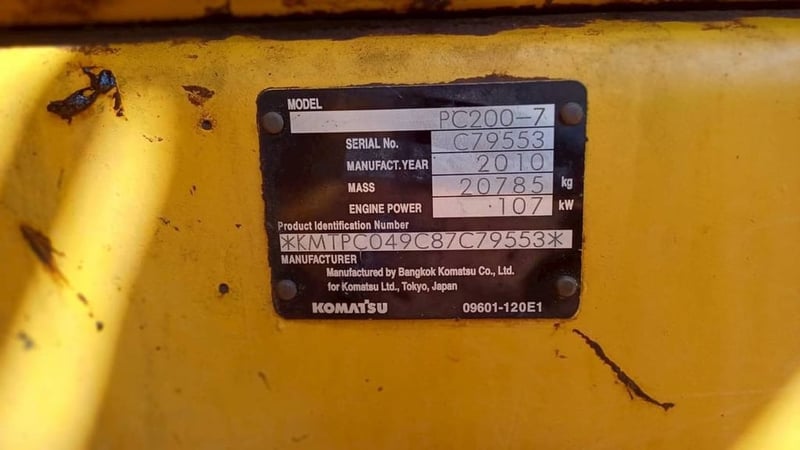 MODEL PC200-7
SERIAL No. C79553
MANUFACT.YEAR 2010
MASS 20785 kg
ENGINE POWER 107 kW
Product Identification Number
*KMTPC049C87C79553*
MANUFACTURER
Manufactured by Bangkok Komatsu Co., Ltd.
for Komatsu Ltd., Tokyo, Japan
KOMATSU 09601-120E1